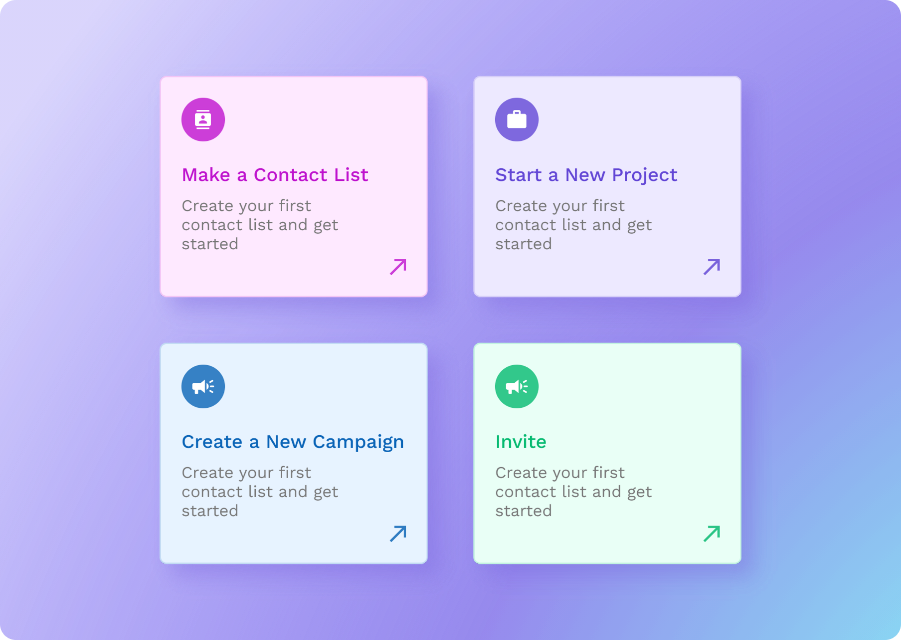 Make a Contact List
Create your first
contact list and get
started
Start a New Project
Create your first
contact list and get
started
Create a New Campaign
Create your first
contact list and get
started
Invite
Create your first
contact list and get
started